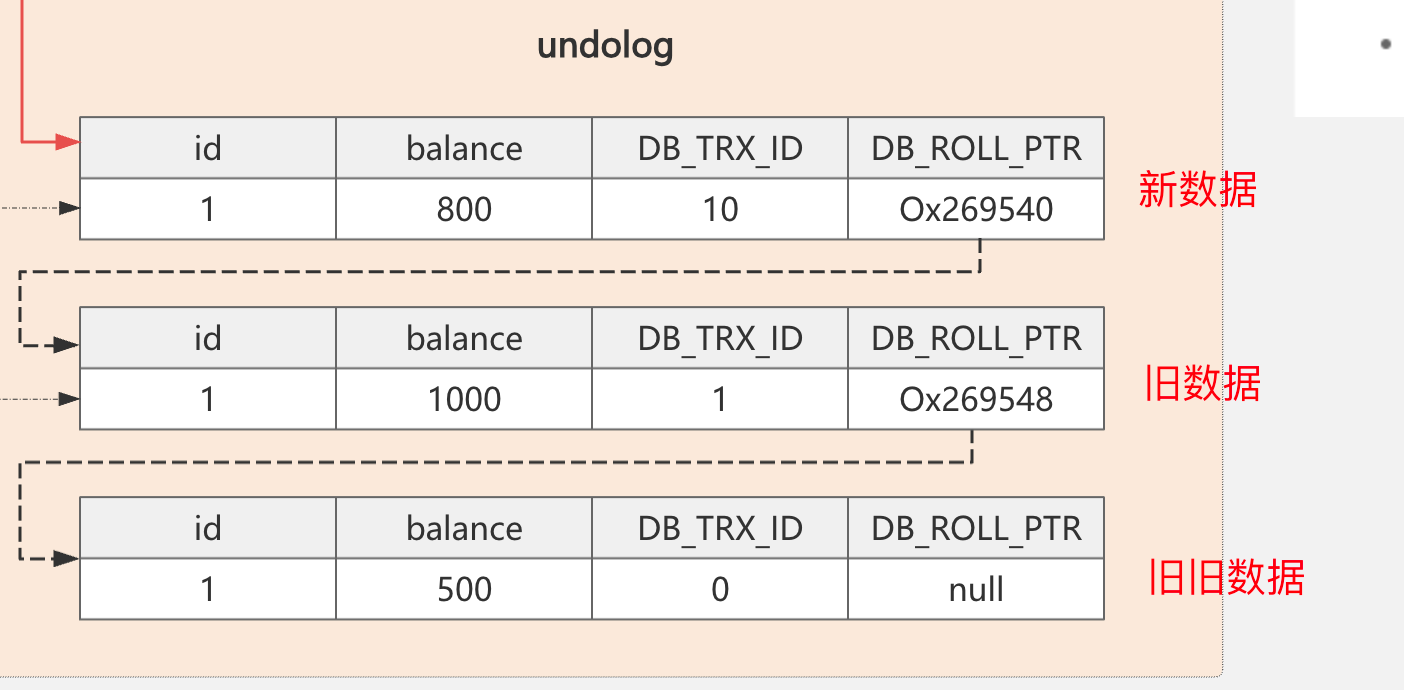 undolog
id balance DB_TRX_ID DB_ROLL_PTR
1 800 10 Ox269540
新数据
id balance DB_TRX_ID DB_ROLL_PTR
1 1000 1 Ox269548
旧数据
id balance DB_TRX_ID DB_ROLL_PTR
1 500 0 null
旧旧数据